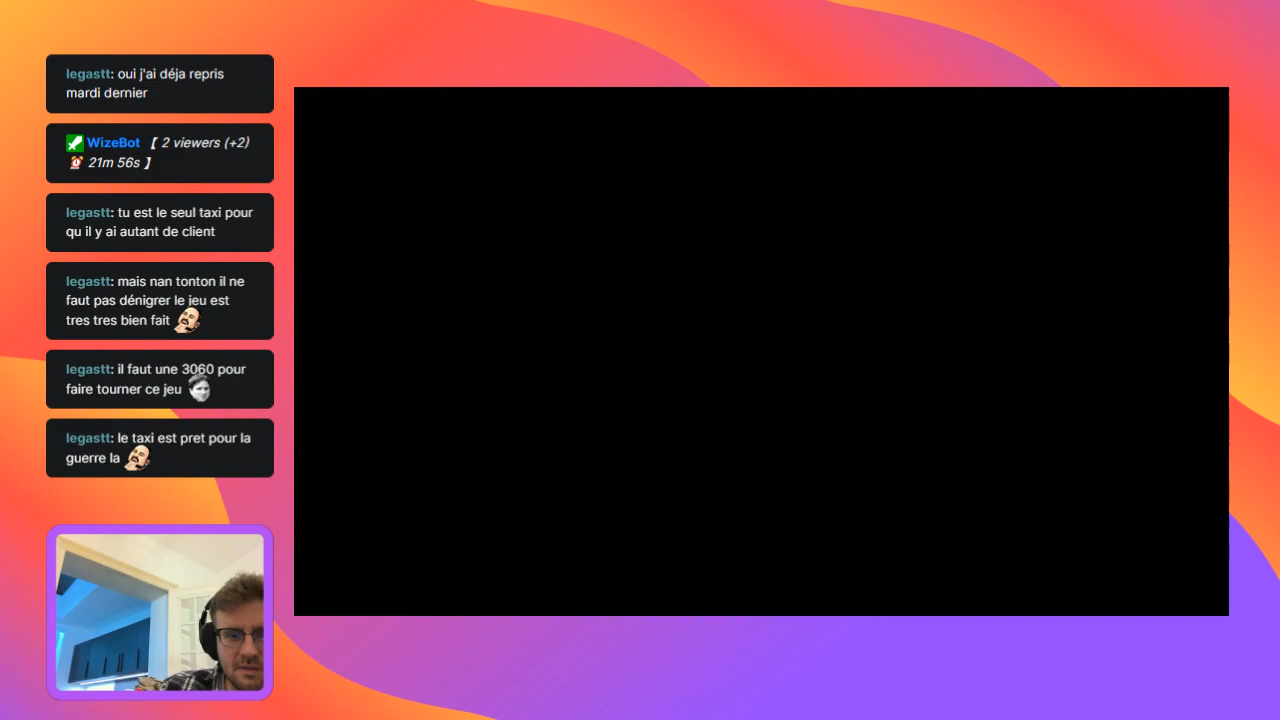 legastt: oui j'ai déja repris
mardi dernier
WizeBot 【 2 viewers (+2)
21m 56s 】
legastt: tu est le seul taxi pour
qu il y ai autant de client
legastt: mais nan tonton il ne
faut pas dénigrer le jeu est
tres tres bien fait
legastt: il faut une 3060 pour
faire tourner ce jeu
legastt: le taxi est pret pour la
guerre la